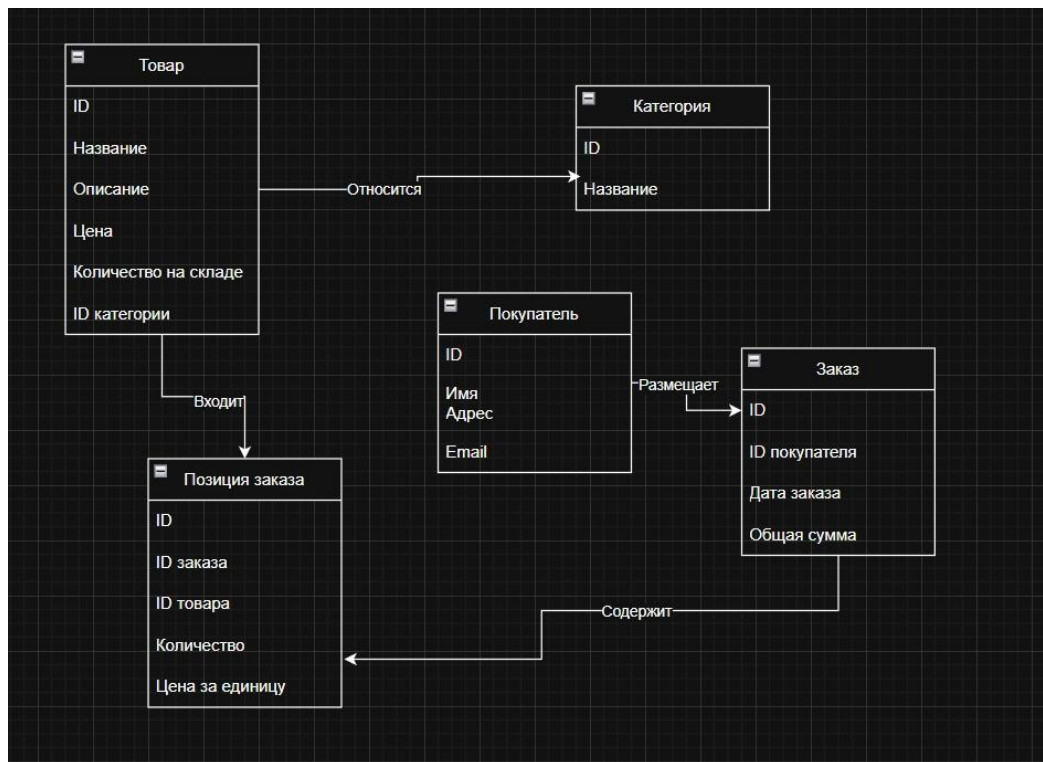 Товар
ID
Название
Описание
Цена
Количество на складе
ID категории
Относится
Категория
ID
Название
Покупатель
ID
Имя
Адрес
Email
Размещает
Заказ
ID
ID покупателя
Дата заказа
Общая сумма
Входит
Позиция заказа
ID
ID заказа
ID товара
Количество
Цена за единицу
Содержит